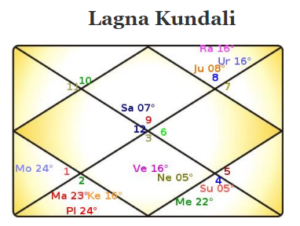 Lagna Kundali
Ra 16°
Ur 16°
Ju 08°
10
11
8
7
Sa 07°
9
12
6
3
Mo 24°
1
2
Ve 16°
Ne 05°
5
4
Su 05°
Ma 23°
Ke 16°
Me 22°
Pl 24°